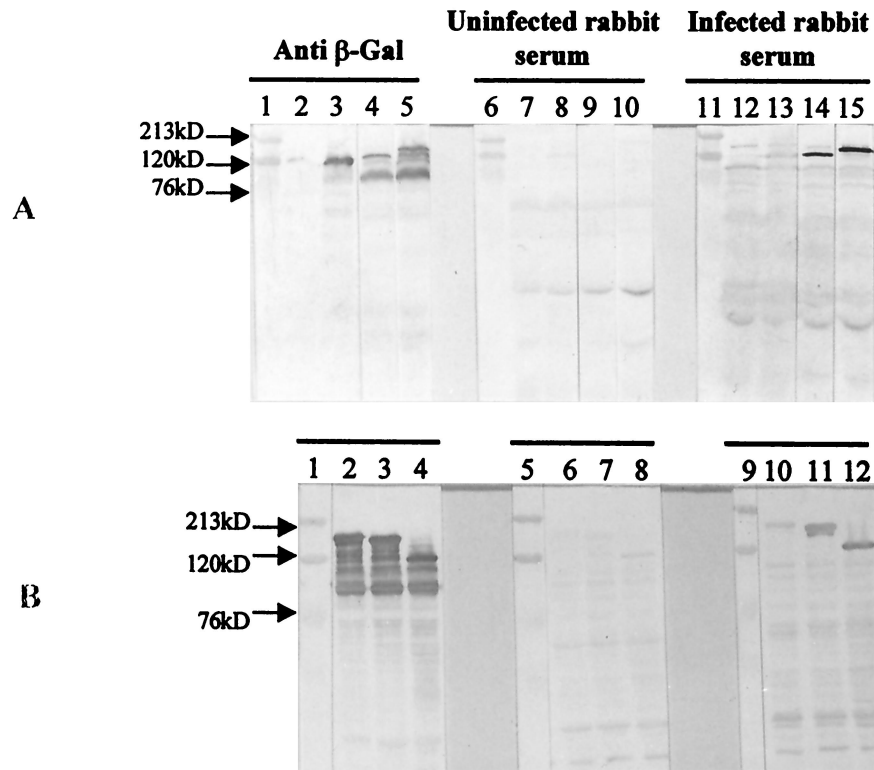 Anti β-Gal
Uninfected rabbit
serum
Infected rabbit
serum
1 2 3 4 5 6 7 8 9 10 11 12 13 14 15
213kD
120kD
76kD
A
1 2 3 4 5 6 7 8 9 10 11 12
213kD
120kD
76kD
B